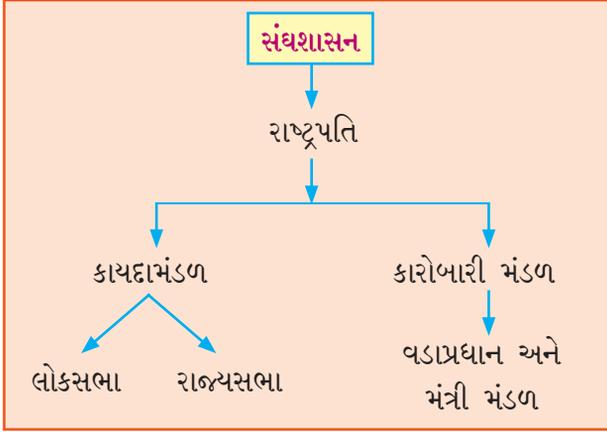 સંઘશાસન
રાષ્ટ્રપતિ
કાયદામંડળ
કારોબારી મંડળ
લોકસભા
રાજ્યસભા
વડાપ્રધાન અને
મંત્રી મંડળ